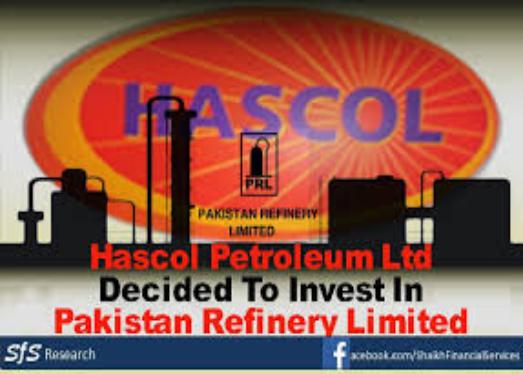 HASCOL
PRL
PAKISTAN REFINERY
LIMITED
Hascol Petroleum Ltd
Decided To Invest In
Pakistan Refinery Limited
SfS Research
facebook.com/ShaikhFinancialServices